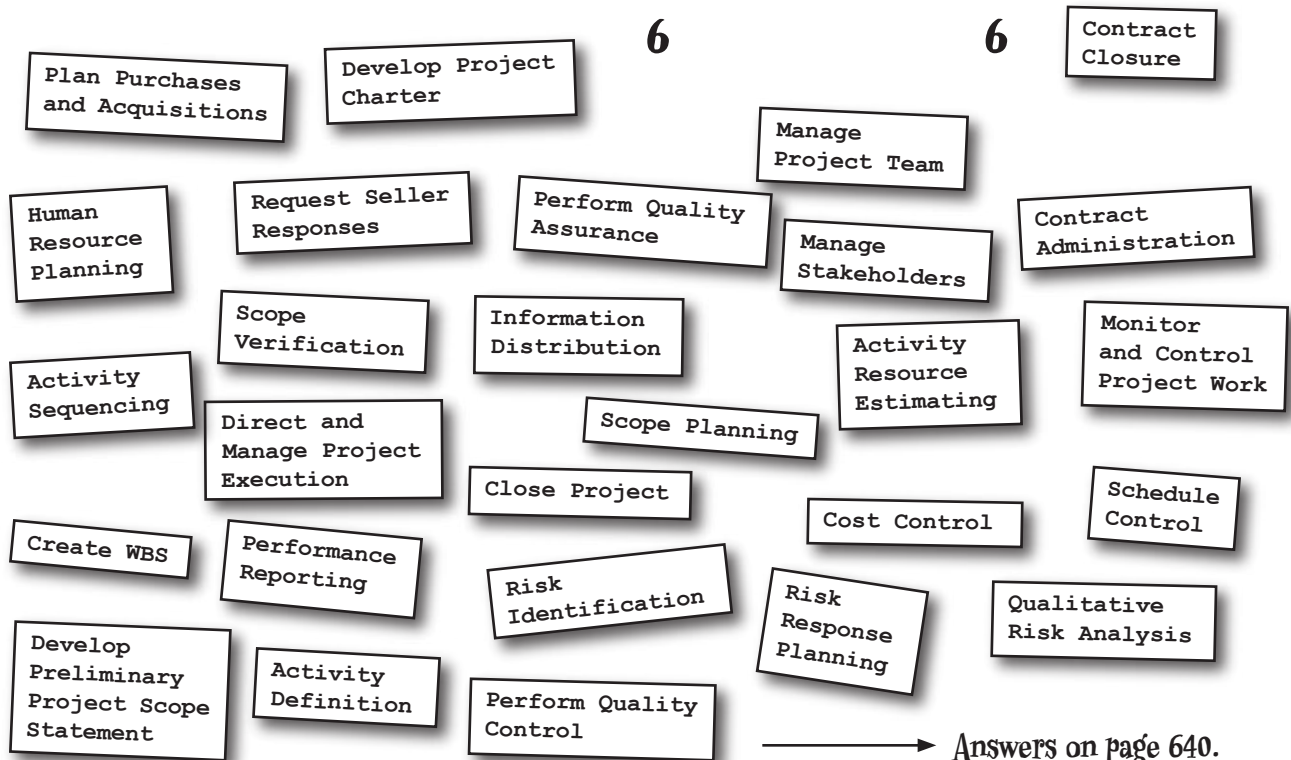 6
6
Contract
Closure
Plan Purchases
and Acquisitions
Develop Project
Charter
Manage
Project Team
Human
Resource
Planning
Request Seller
Responses
Perform Quality
Assurance
Manage
Stakeholders
Contract
Administration
Scope
Verification
Information
Distribution
Activity
Resource
Estimating
Monitor
and Control
Project Work
Activity
Sequencing
Direct and
Manage Project
Execution
Scope Planning
Close Project
Cost Control
Schedule
Control
Create WBS
Performance
Reporting
Risk
Identification
Risk
Response
Planning
Qualitative
Risk Analysis
Develop
Preliminary
Project Scope
Statement
Activity
Definition
Perform Quality
Control
Answers on page 640.